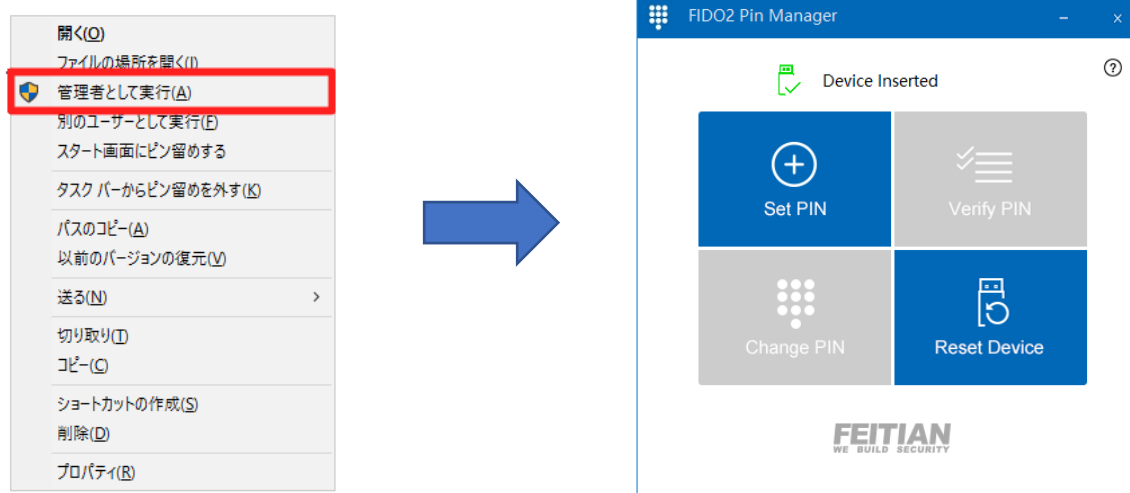 開く(O)
ファイルの場所を開く(I)
管理者として実行(A)
別のユーザーとして実行(F)
スタート画面にピン留めする
タスク バーからピン留めを外す(K)
パスのコピー(A)
以前のバージョンの復元(V)
送る(N)
切り取り(T)
コピー(C)
ショートカットの作成(S)
削除(D)
プロパティ(R)
FIDO2 Pin Manager
Device Inserted
Set PIN
Verify PIN
Change PIN
Reset Device
FEITIAN
WE BUILD SECURITY